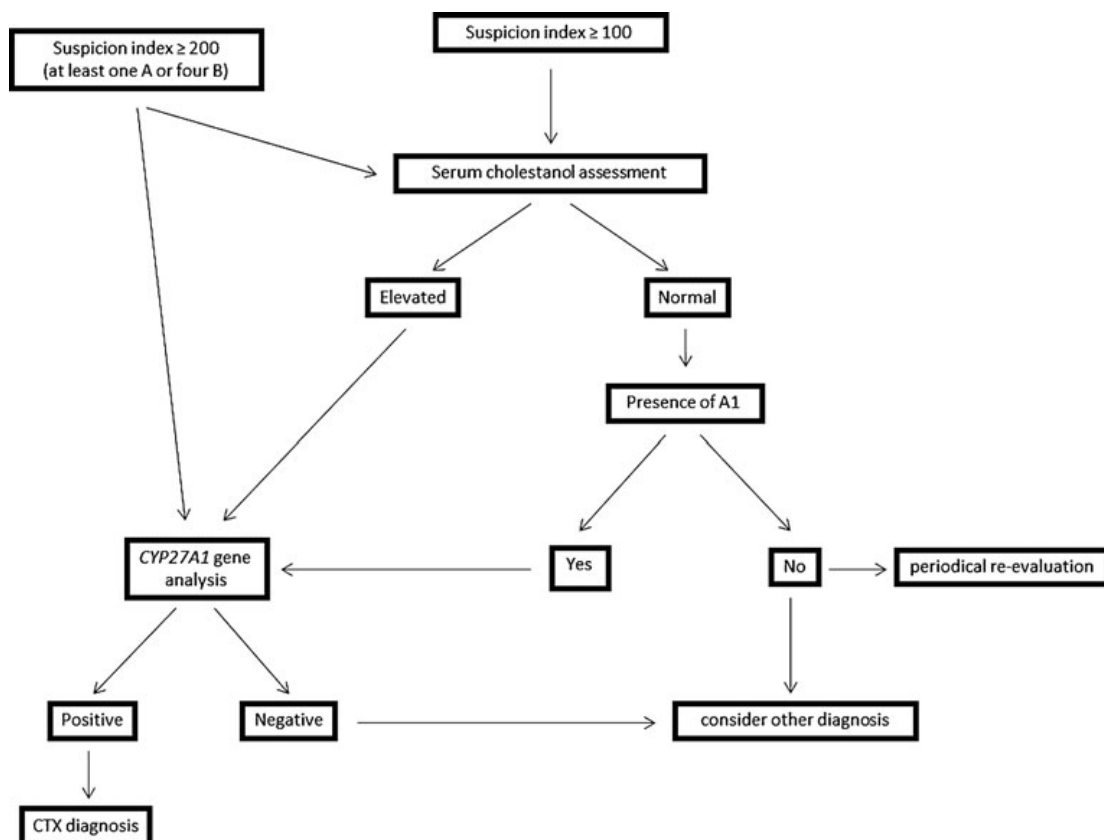 Suspicion index ≥ 200
(at least one A or four B)
Suspicion index ≥ 100
Serum cholestanol assessment
Elevated
Normal
Presence of A1
CYP27A1 gene
analysis
Yes
No
periodical re-evaluation
Positive
Negative
consider other diagnosis
CTX diagnosis